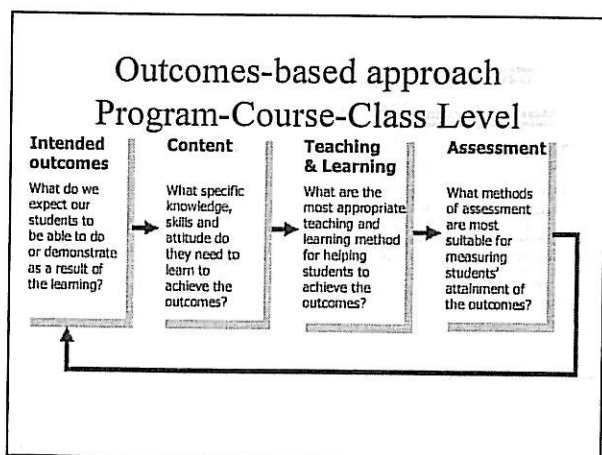 Outcomes-based approach
Program-Course-Class Level
Intended
outcomes
What do we
expect our
students to
be able to do
or demonstrate
as a result of
the learning?
Content
What specific
knowledge,
skills and
attitude do
they need to
learn to
achieve the
outcomes?
Teaching
& Learning
What are the
most appropriate
teaching and
learning method
for helping
students to
achieve the
outcomes?
Assessment
What methods
of assessment
are most
suitable for
measuring
students'
attainment of
the outcomes?